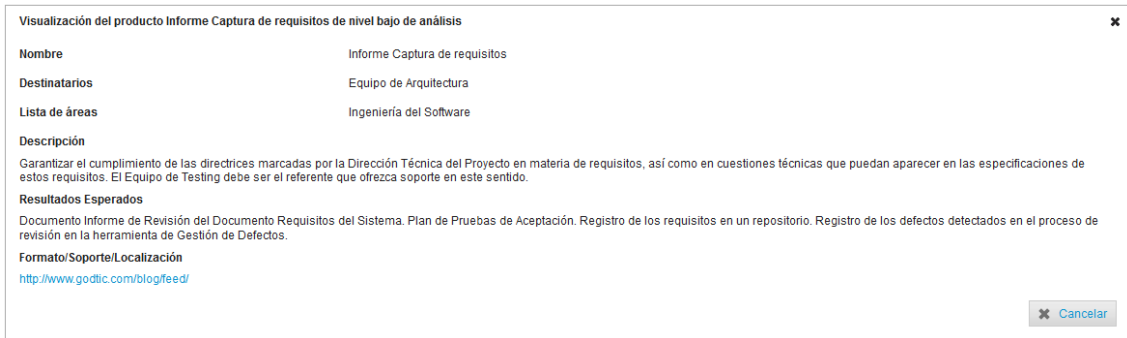 Visualización del producto Informe Captura de requisitos de nivel bajo de análisis
Nombre Informe Captura de requisitos
Destinatarios Equipo de Arquitectura
Lista de áreas Ingeniería del Software
Descripción
Garantizar el cumplimiento de las directrices marcadas por la Dirección Técnica del Proyecto en materia de requisitos, así como en cuestiones técnicas que puedan aparecer en las especificaciones de
estos requisitos. El Equipo de Testing debe ser el referente que ofrezca soporte en este sentido.
Resultados Esperados
Documento Informe de Revisión del Documento Requisitos del Sistema. Plan de Pruebas de Aceptación. Registro de los requisitos en un repositorio. Registro de los defectos detectados en el proceso de
revisión en la herramienta de Gestión de Defectos.
Formato/Soporte/Localización
http://www.godtic.com/blog/feed/
Cancelar